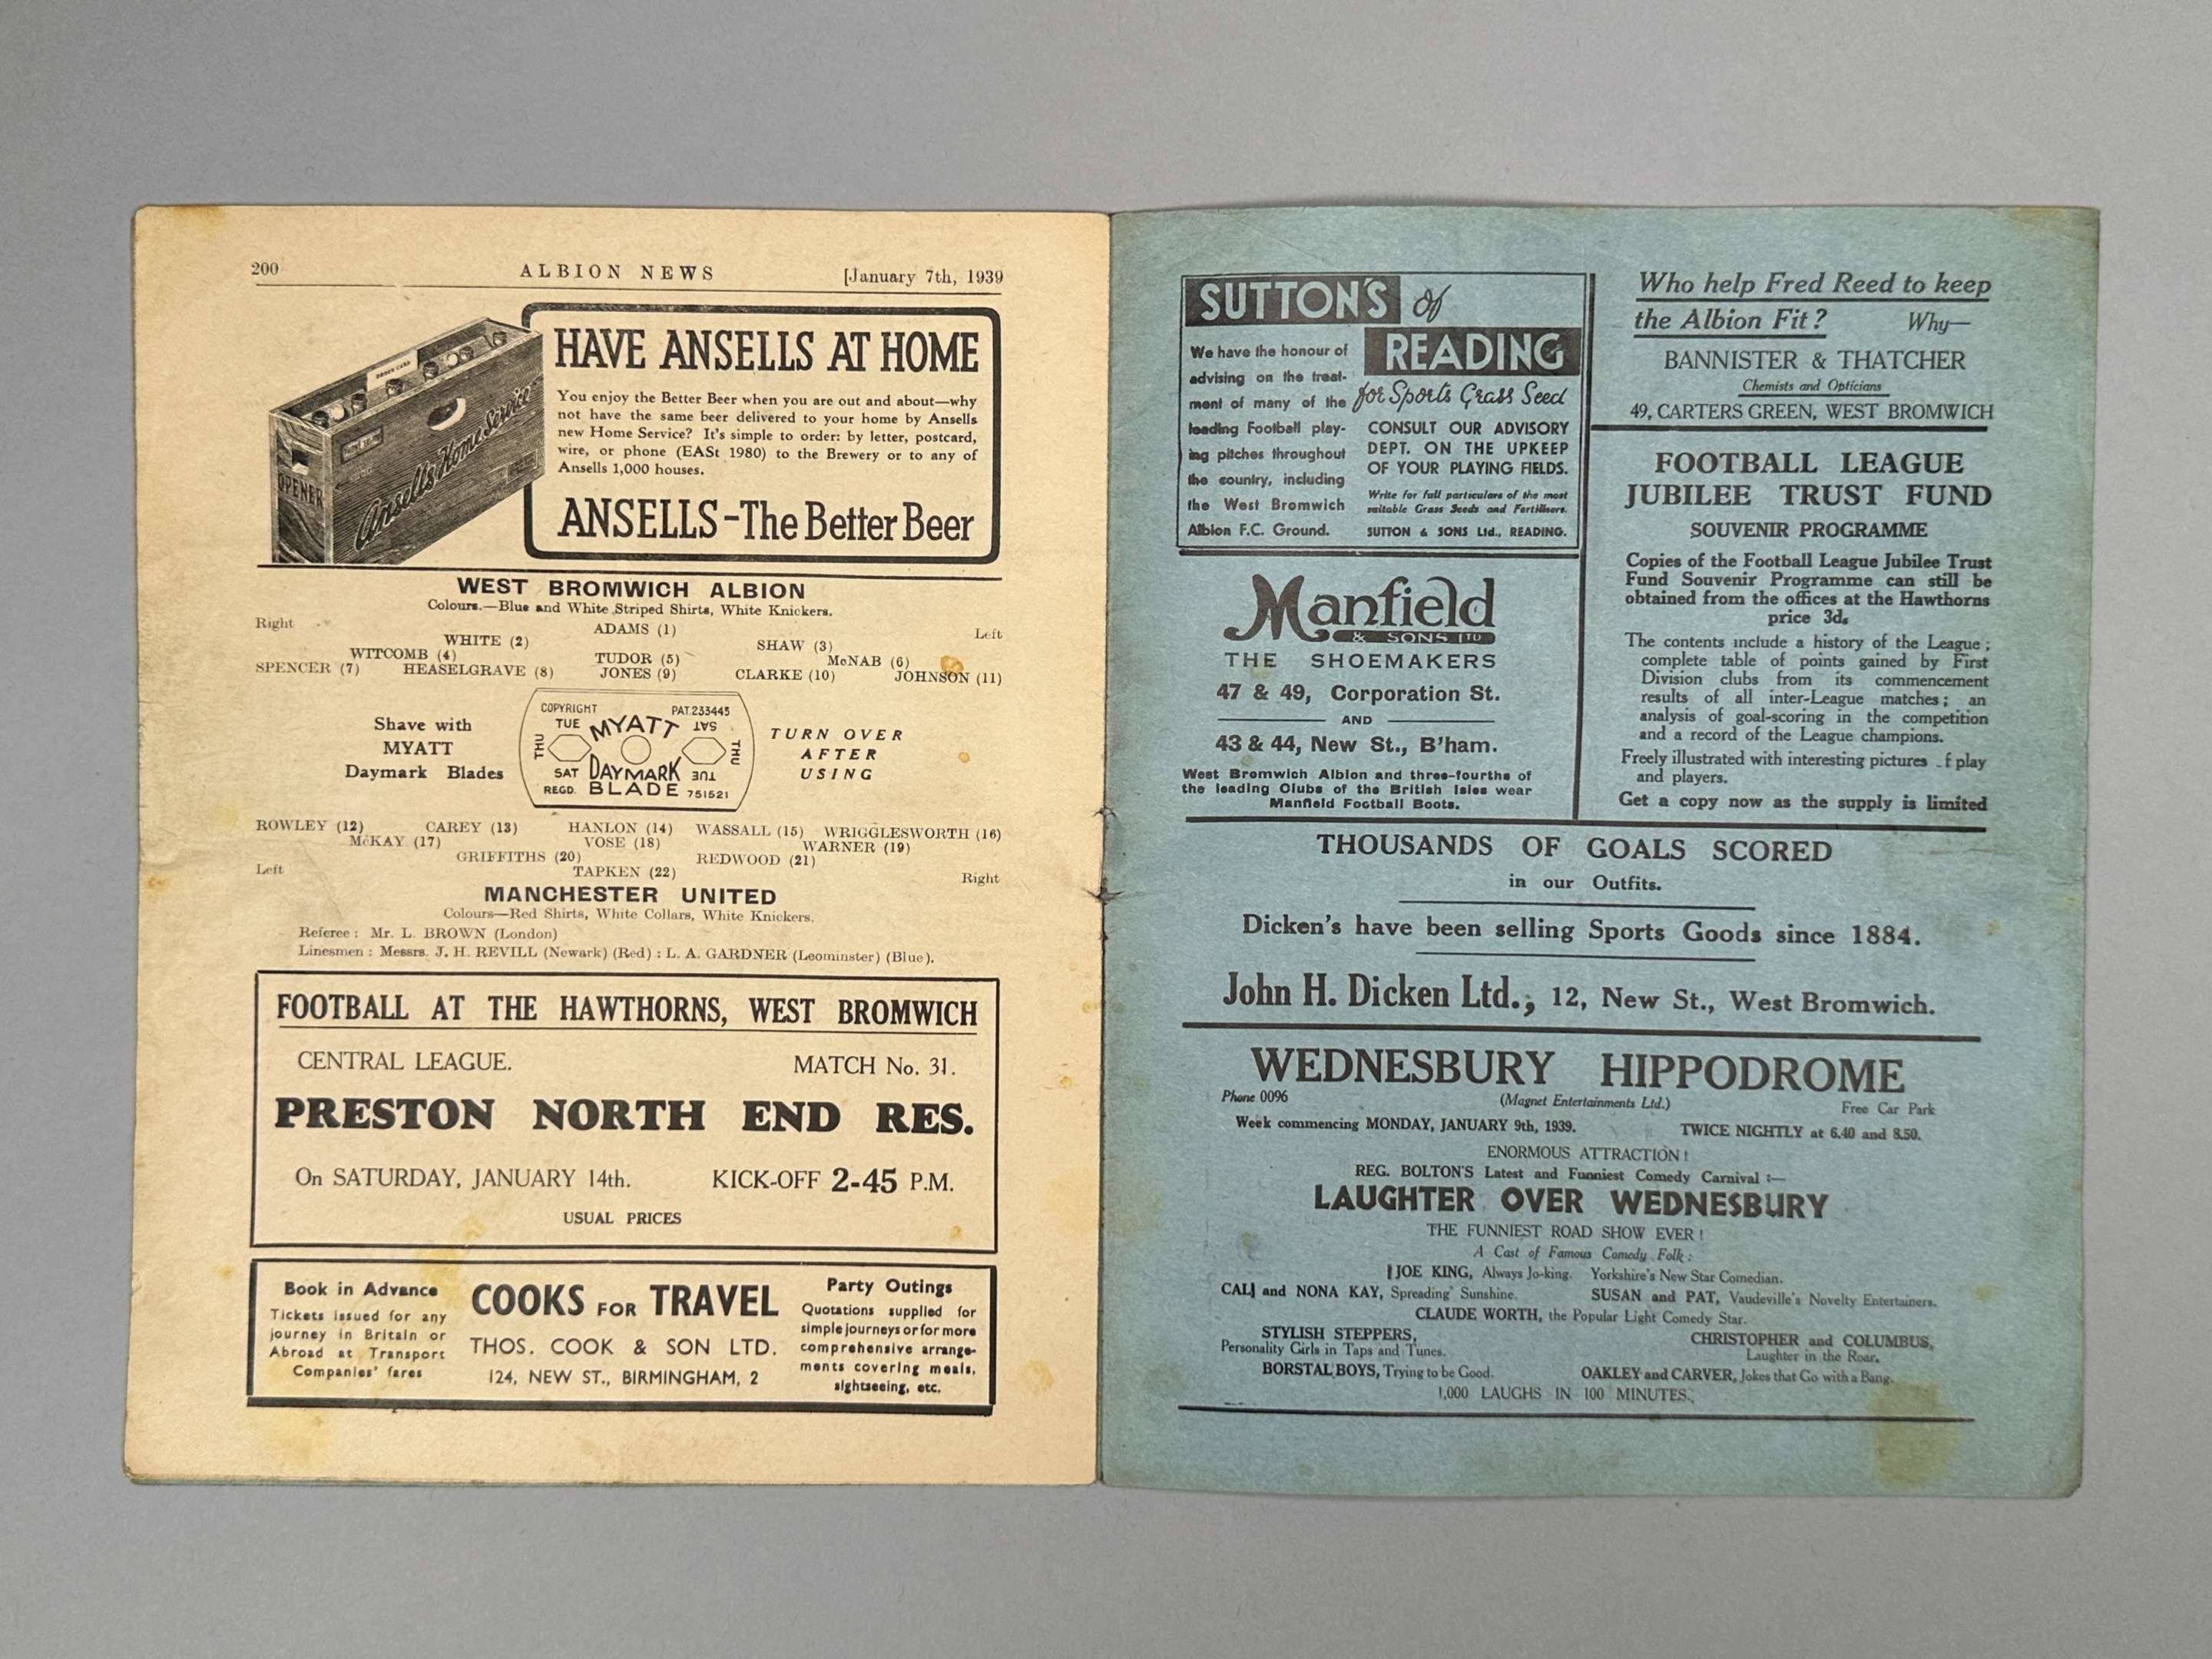 200 ALBION NEWS [January 7th, 1939
OPENER
Ansells Home Service
HAVE ANSELLS AT HOME
You enjoy the Better Beer when you are out and about—why
not have the same beer delivered to your home by Ansells
new Home Service? It's simple to order: by letter, postcard,
wire, or phone (EASt 1980) to the Brewery or to any of
Ansells 1,000 houses.
ANSELLS-The Better Beer
WEST BROMWICH ALBION
Colours.—Blue and White Striped Shirts, White Knickers.
Right Left
ADAMS (1)
WHITE (2) SHAW (3)
WITCOMB (4) TUDOR (5) McNAB (6)
SPENCER (7) HEASELGRAVE (8) JONES (9) CLARKE (10) JOHNSON (11)
Shave with
MYATT
Daymark Blades
COPYRIGHT PAT.233445
TUE MYATT SAT
THU THU
SAT DAYMARK TUE
REGD. BLADE 751521
TURN OVER
AFTER
USING
ROWLEY (12) CAREY (13) HANLON (14) WASSALL (15) WRIGGLESWORTH (16)
McKAY (17) VOSE (18) WARNER (19)
GRIFFITHS (20) REDWOOD (21)
Left TAPKEN (22) Right
MANCHESTER UNITED
Colours—Red Shirts, White Collars, White Knickers.
Referee : Mr. L. BROWN (London)
Linesmen : Messrs. J. H. REVILL (Newark) (Red) : L. A. GARDNER (Leominster) (Blue).
FOOTBALL AT THE HAWTHORNS, WEST BROMWICH
CENTRAL LEAGUE. MATCH No. 31.
PRESTON NORTH END RES.
On SATURDAY, JANUARY 14th. KICK-OFF 2-45 P.M.
USUAL PRICES
Book in Advance
Tickets issued for any
journey in Britain or
Abroad at Transport
Companies' fares
COOKS FOR TRAVEL
THOS. COOK & SON LTD.
124, NEW ST., BIRMINGHAM, 2
Party Outings
Quotations supplied for
simple journeys or for more
comprehensive arrange-
ments covering meals,
sightseeing, etc.
SUTTON'S of
READING
for Sports Grass Seed
We have the honour of
advising on the treat-
ment of many of the
leading Football play-
ing pitches throughout
the country, including
the West Bromwich
Albion F.C. Ground.
CONSULT OUR ADVISORY
DEPT. ON THE UPKEEP
OF YOUR PLAYING FIELDS.
Write for full particulars of the most
suitable Grass Seeds and Fertilisers.
SUTTON & SONS Ltd., READING.
Who help Fred Reed to keep
the Albion Fit? Why—
BANNISTER & THATCHER
Chemists and Opticians
49, CARTERS GREEN, WEST BROMWICH
Manfield
& SONS LTD
THE SHOEMAKERS
47 & 49, Corporation St.
AND
43 & 44, New St., B'ham.
West Bromwich Albion and three-fourths of
the leading Clubs of the British Isles wear
Manfield Football Boots.
FOOTBALL LEAGUE
JUBILEE TRUST FUND
SOUVENIR PROGRAMME
Copies of the Football League Jubilee Trust
Fund Souvenir Programme can still be
obtained from the offices at the Hawthorns
price 3d.
The contents include a history of the League ;
complete table of points gained by First
Division clubs from its commencement
results of all inter-League matches ; an
analysis of goal-scoring in the competition
and a record of the League champions.
Freely illustrated with interesting pictures f play
and players.
Get a copy now as the supply is limited
THOUSANDS OF GOALS SCORED
in our Outfits.
Dicken's have been selling Sports Goods since 1884.
John H. Dicken Ltd., 12, New St., West Bromwich.
WEDNESBURY HIPPODROME
Phone 0096 (Magnet Entertainments Ltd.) Free Car Park
Week commencing MONDAY, JANUARY 9th, 1939. TWICE NIGHTLY at 6.40 and 8.50.
ENORMOUS ATTRACTION !
REG. BOLTON'S Latest and Funniest Comedy Carnival :—
LAUGHTER OVER WEDNESBURY
THE FUNNIEST ROAD SHOW EVER !
A Cast of Famous Comedy Folk :
JOE KING, Always Jo-king. Yorkshire's New Star Comedian.
CAL and NONA KAY, Spreading Sunshine. SUSAN and PAT, Vaudeville's Novelty Entertainers.
CLAUDE WORTH, the Popular Light Comedy Star.
STYLISH STEPPERS, CHRISTOPHER and COLUMBUS,
Personality Girls in Taps and Tunes. Laughter in the Roar.
BORSTAL BOYS, Trying to be Good. OAKLEY and CARVER, Jokes that Go with a Bang.
1,000 LAUGHS IN 100 MINUTES.